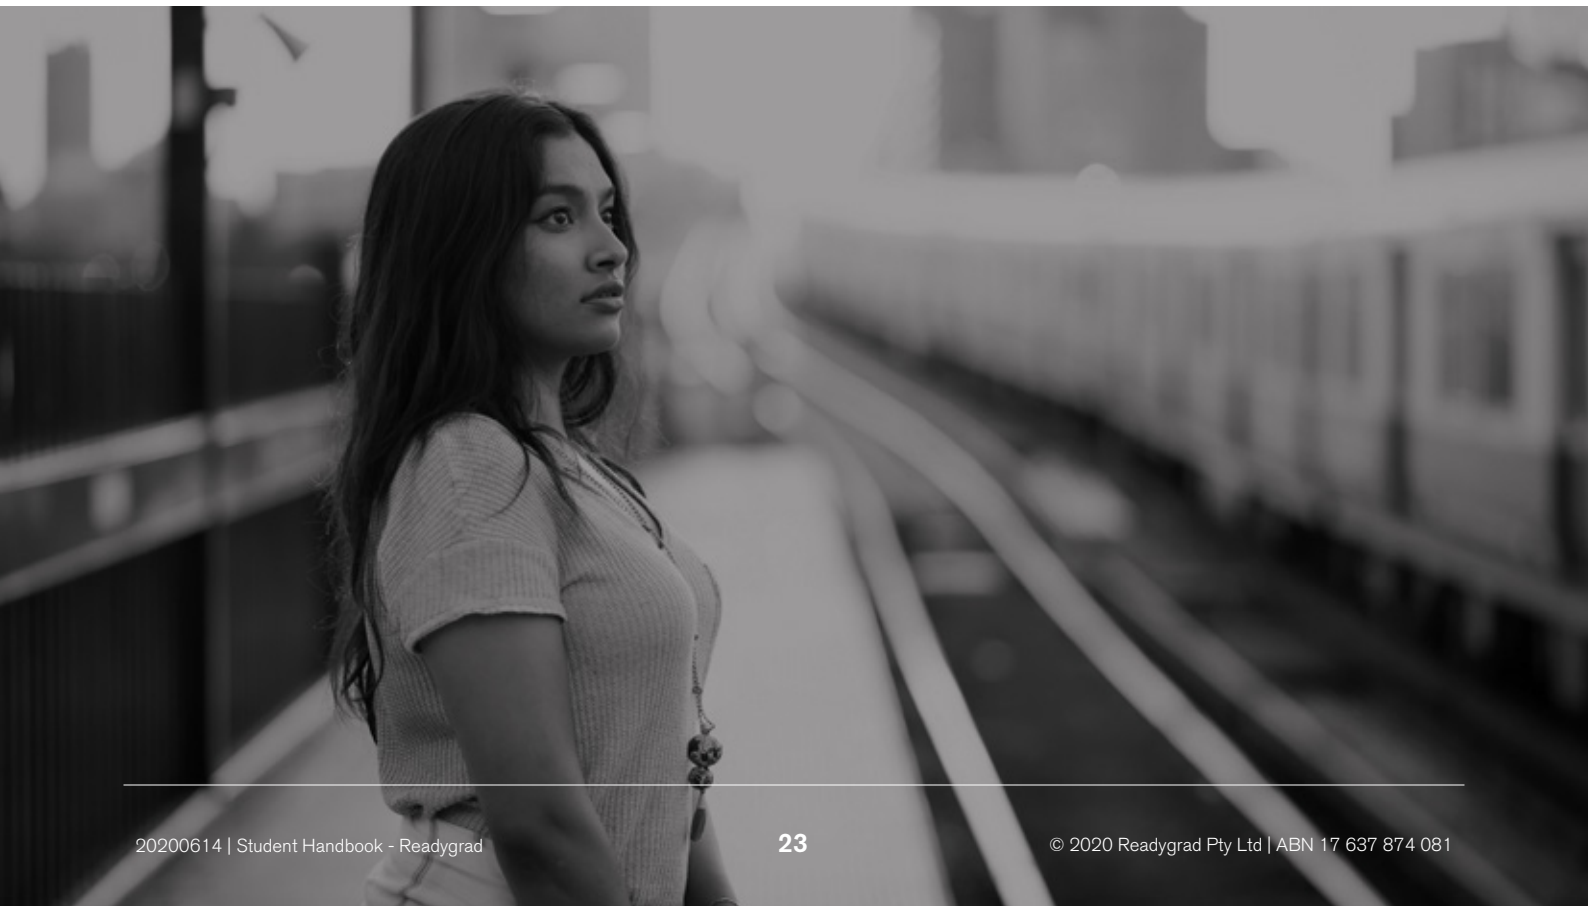 20200614 | Student Handbook - Readygrad
23
© 2020 Readygrad Pty Ltd | ABN 17 637 874 081